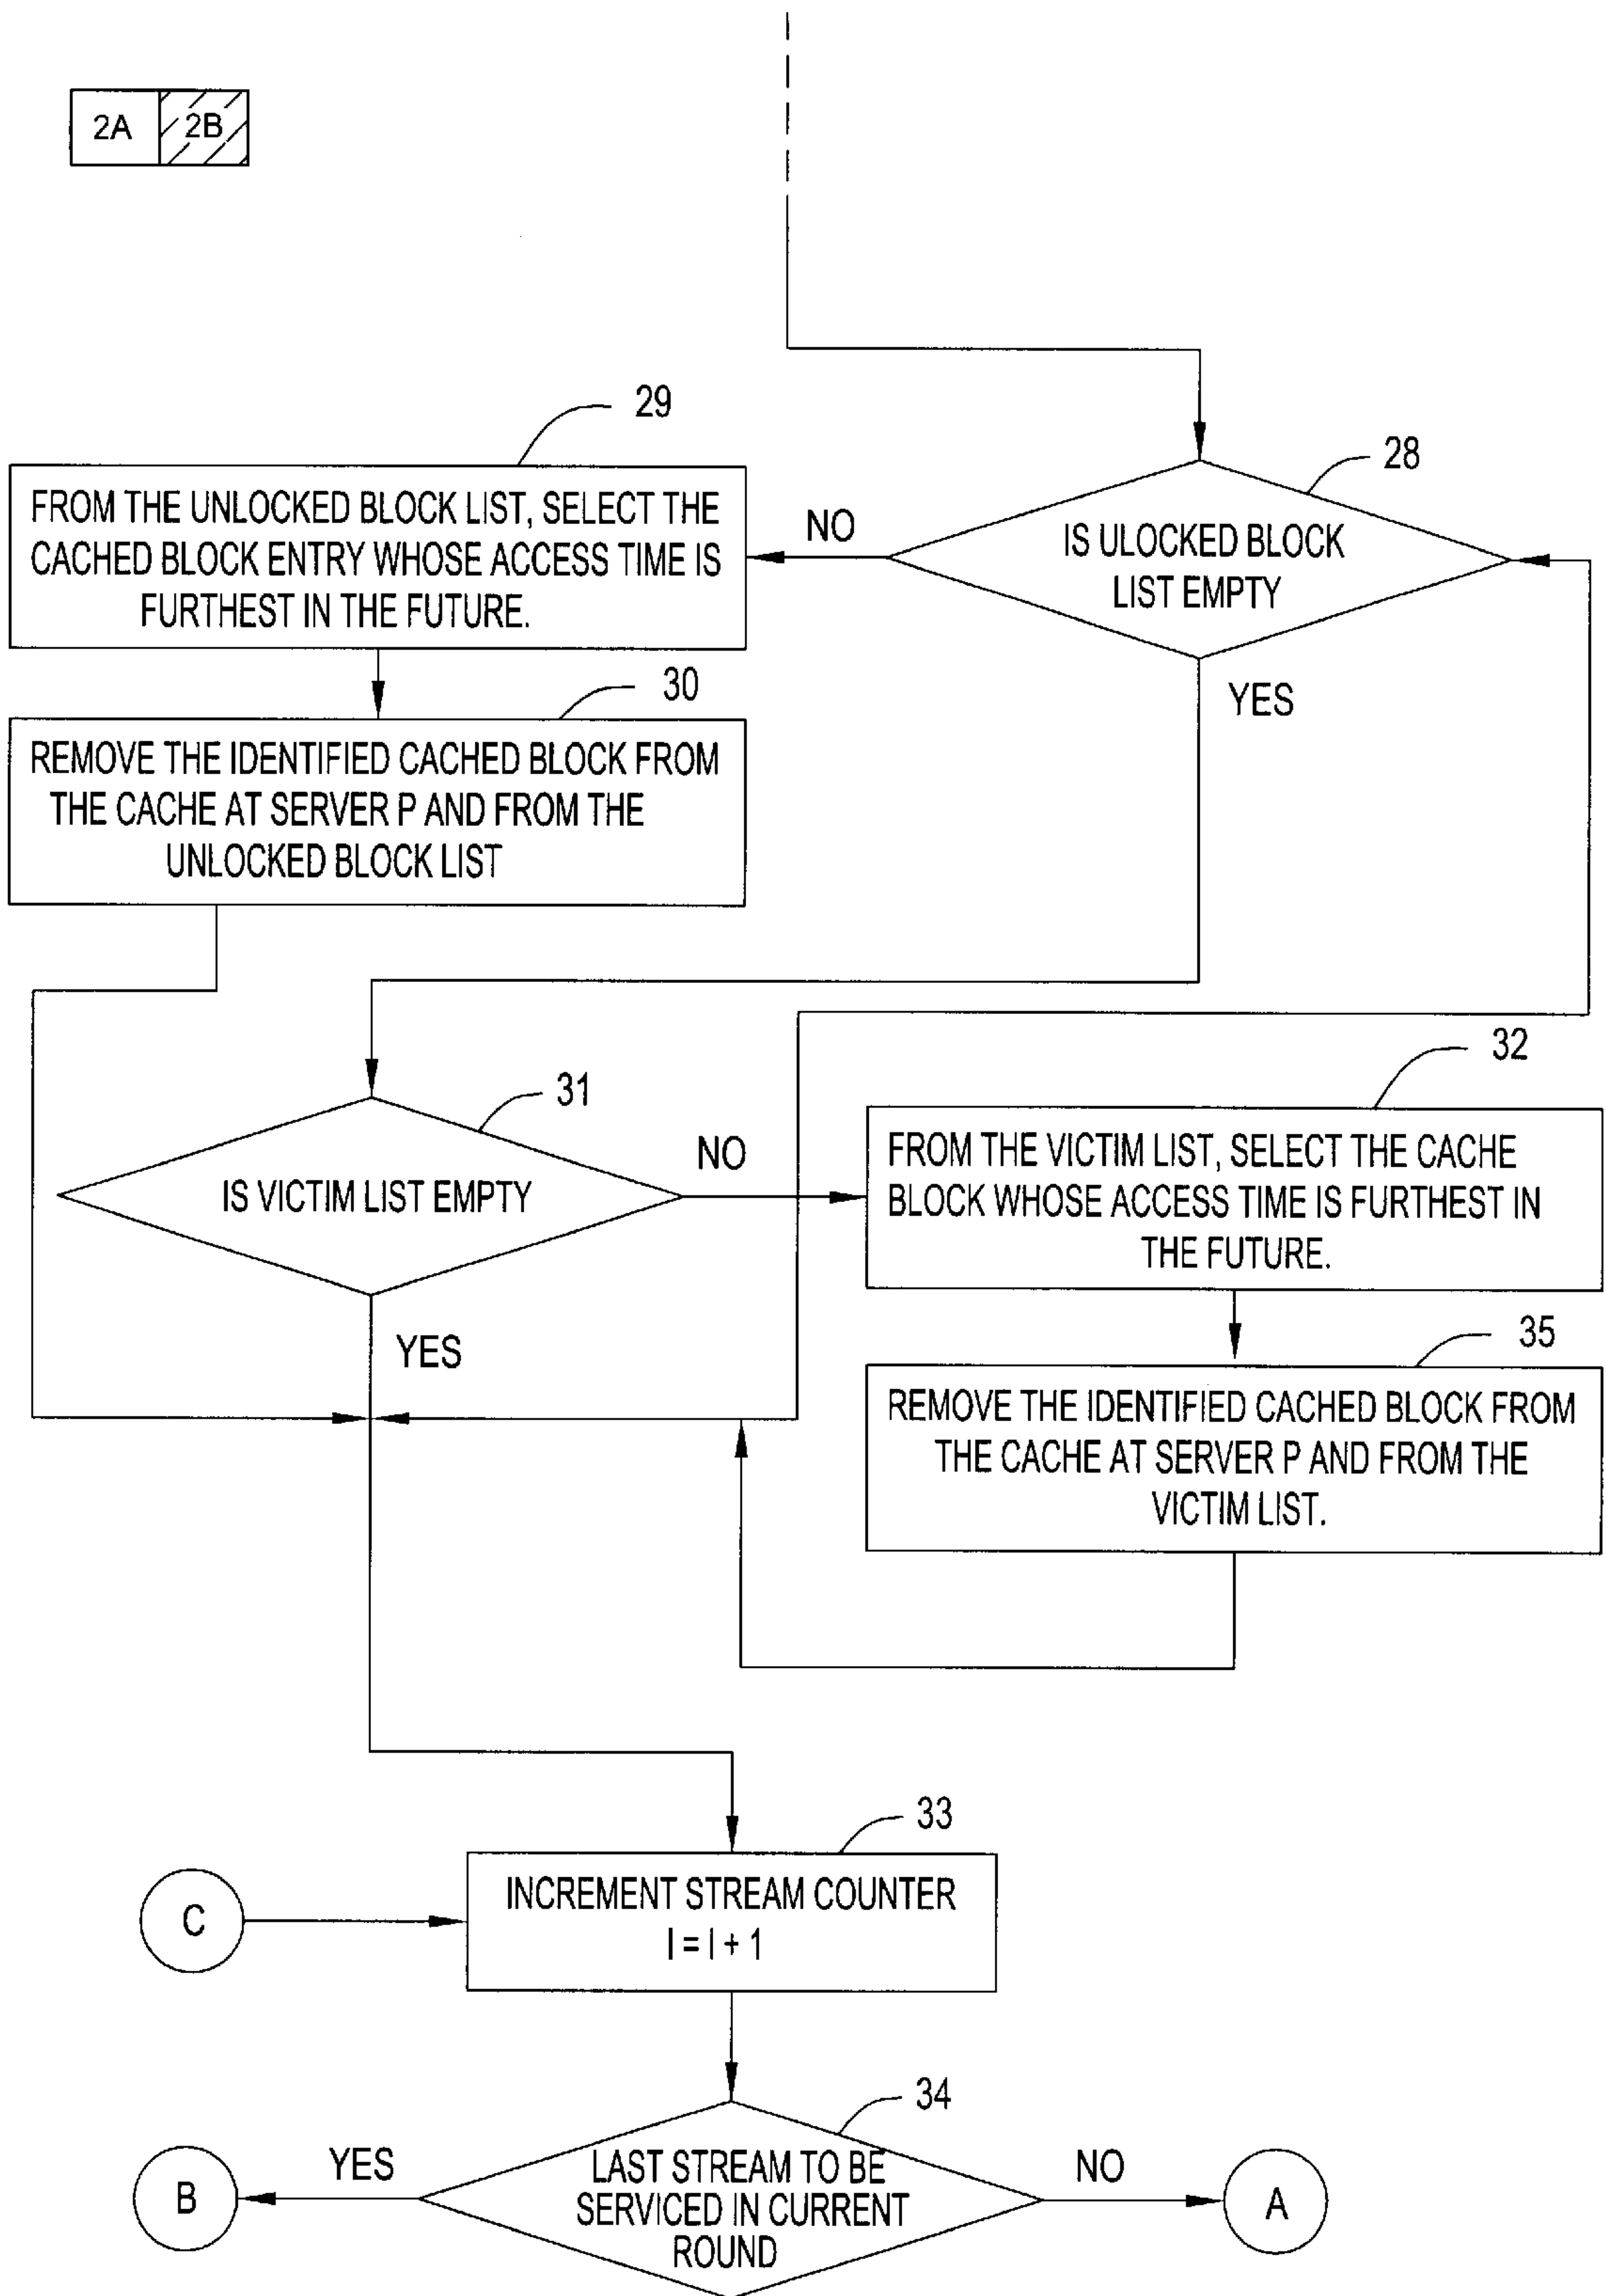 2A 2B
29
28
FROM THE UNLOCKED BLOCK LIST, SELECT THE
CACHED BLOCK ENTRY WHOSE ACCESS TIME IS
FURTHEST IN THE FUTURE.
NO
IS ULOCKED BLOCK
LIST EMPTY
30
YES
REMOVE THE IDENTIFIED CACHED BLOCK FROM
THE CACHE AT SERVER P AND FROM THE
UNLOCKED BLOCK LIST
32
31
IS VICTIM LIST EMPTY
NO
FROM THE VICTIM LIST, SELECT THE CACHE
BLOCK WHOSE ACCESS TIME IS FURTHEST IN
THE FUTURE.
YES
35
REMOVE THE IDENTIFIED CACHED BLOCK FROM
THE CACHE AT SERVER P AND FROM THE
VICTIM LIST.
33
C
INCREMENT STREAM COUNTER
I = I + 1
34
B
YES
LAST STREAM TO BE
SERVICED IN CURRENT
ROUND
NO
A